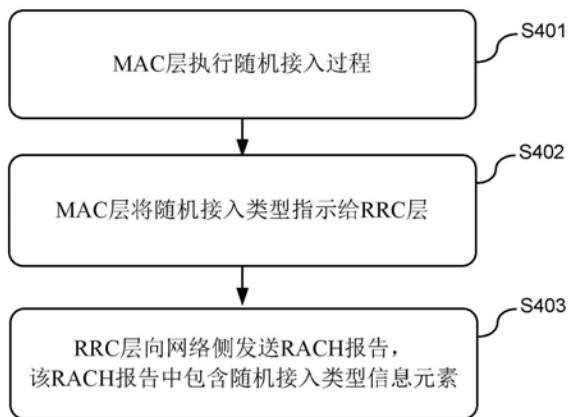 MAC层执行随机接入过程
S401
MAC层将随机接入类型指示给RRC层
S402
RRC层向网络侧发送RACH报告，
该RACH报告中包含随机接入类型信息元素
S403